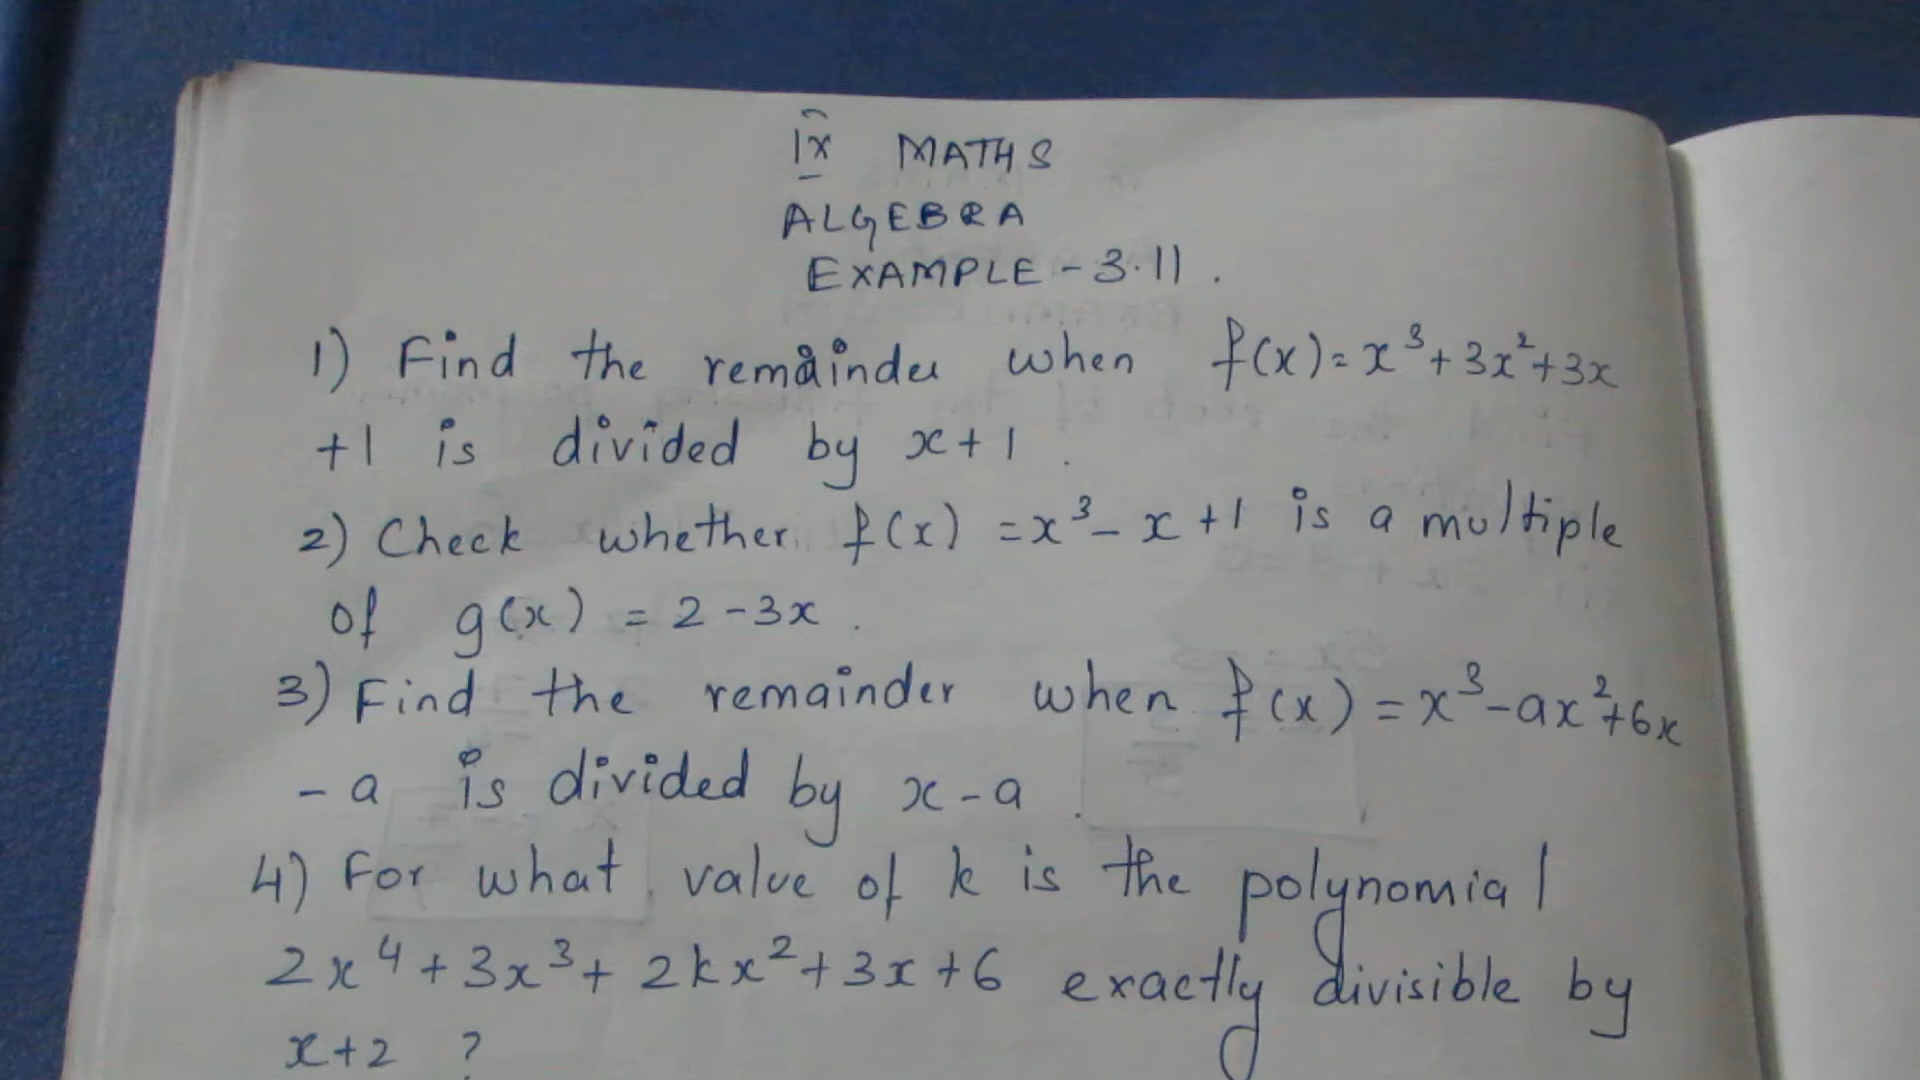 IX MATHS
ALGEBRA
EXAMPLE - 3.11.
1) Find the remainder when f(x) = x³ + 3x² + 3x
+1 is divided by x+1.
2) Check whether f(x) = x³ - x + 1 is a multiple
of g(x) = 2 - 3x.
3) Find the remainder when f(x) = x³ - ax² + 6x
- a is divided by x - a.
4) For what value of k is the polynomial
2x⁴ + 3x³ + 2kx² + 3x + 6 exactly divisible by
x+2 ?